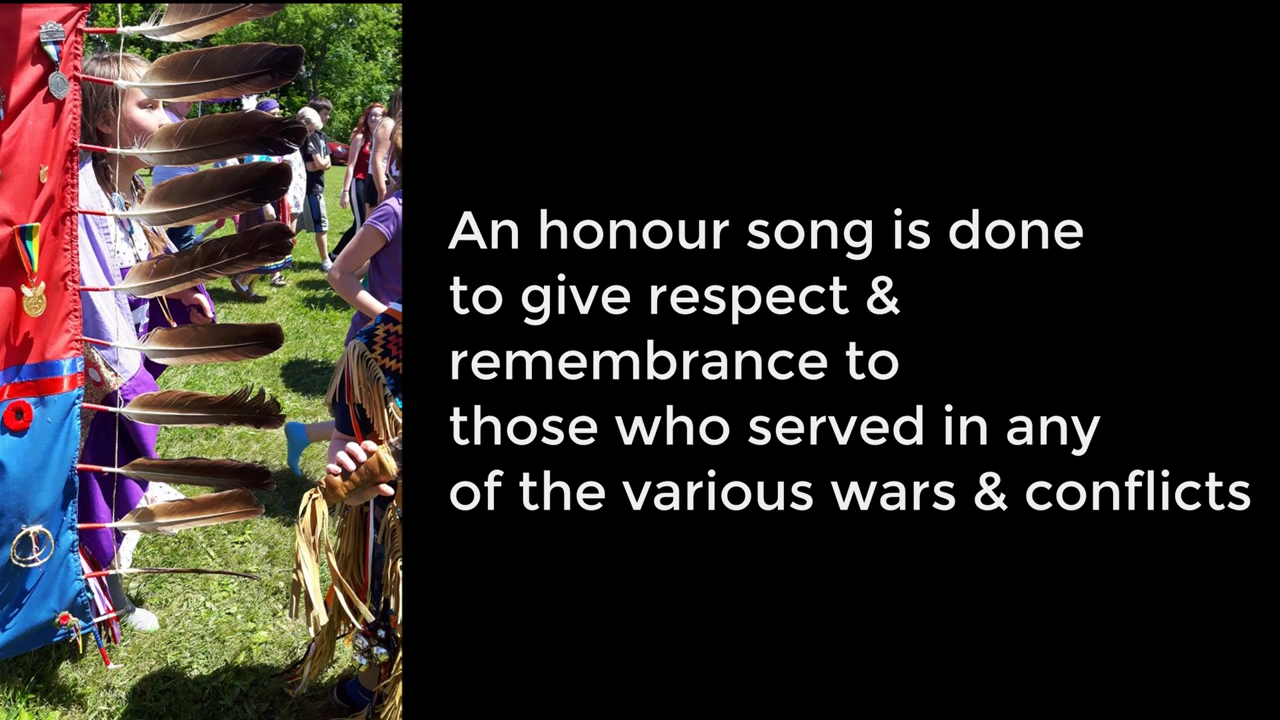 An honour song is done
to give respect &
remembrance to
those who served in any
of the various wars & conflicts